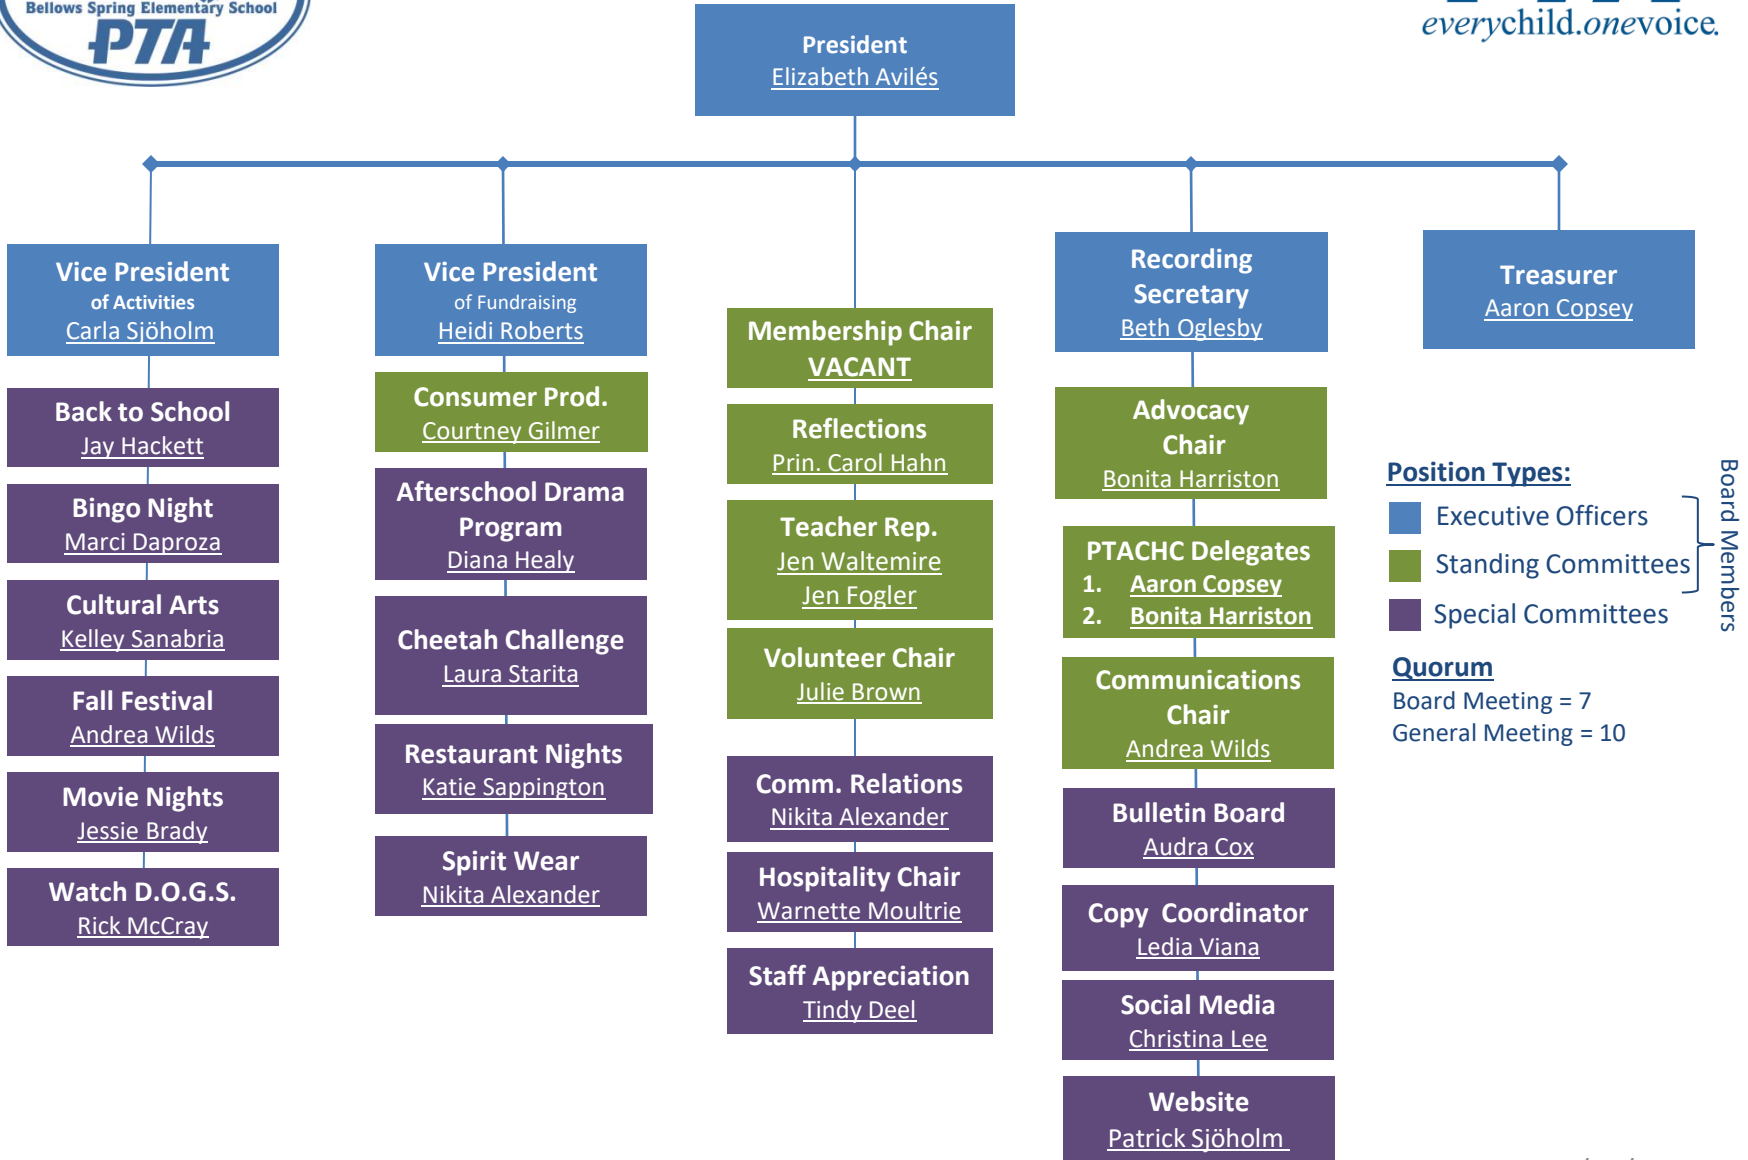 Bellows Spring Elementary School
PTA
everychild.onevoice.
President
Elizabeth Avilés
Vice President
of Activities
Carla Sjöholm
Back to School
Jay Hackett
Bingo Night
Marci Daproza
Cultural Arts
Kelley Sanabria
Fall Festival
Andrea Wilds
Movie Nights
Jessie Brady
Watch D.O.G.S.
Rick McCray
Vice President
of Fundraising
Heidi Roberts
Consumer Prod.
Courtney Gilmer
Afterschool Drama
Program
Diana Healy
Cheetah Challenge
Laura Starita
Restaurant Nights
Katie Sappington
Spirit Wear
Nikita Alexander
Membership Chair
VACANT
Reflections
Prin. Carol Hahn
Teacher Rep.
Jen Waltemire
Jen Fogler
Volunteer Chair
Julie Brown
Comm. Relations
Nikita Alexander
Hospitality Chair
Warnette Moultrie
Staff Appreciation
Tindy Deel
Recording
Secretary
Beth Oglesby
Advocacy
Chair
Bonita Harriston
PTACHC Delegates
1. Aaron Copsey
2. Bonita Harriston
Communications
Chair
Andrea Wilds
Bulletin Board
Audra Cox
Copy Coordinator
Ledia Viana
Social Media
Christina Lee
Website
Patrick Sjöholm
Treasurer
Aaron Copsey
Position Types:
Executive Officers
Standing Committees
Special Committees
Board Members
Quorum
Board Meeting = 7
General Meeting = 10